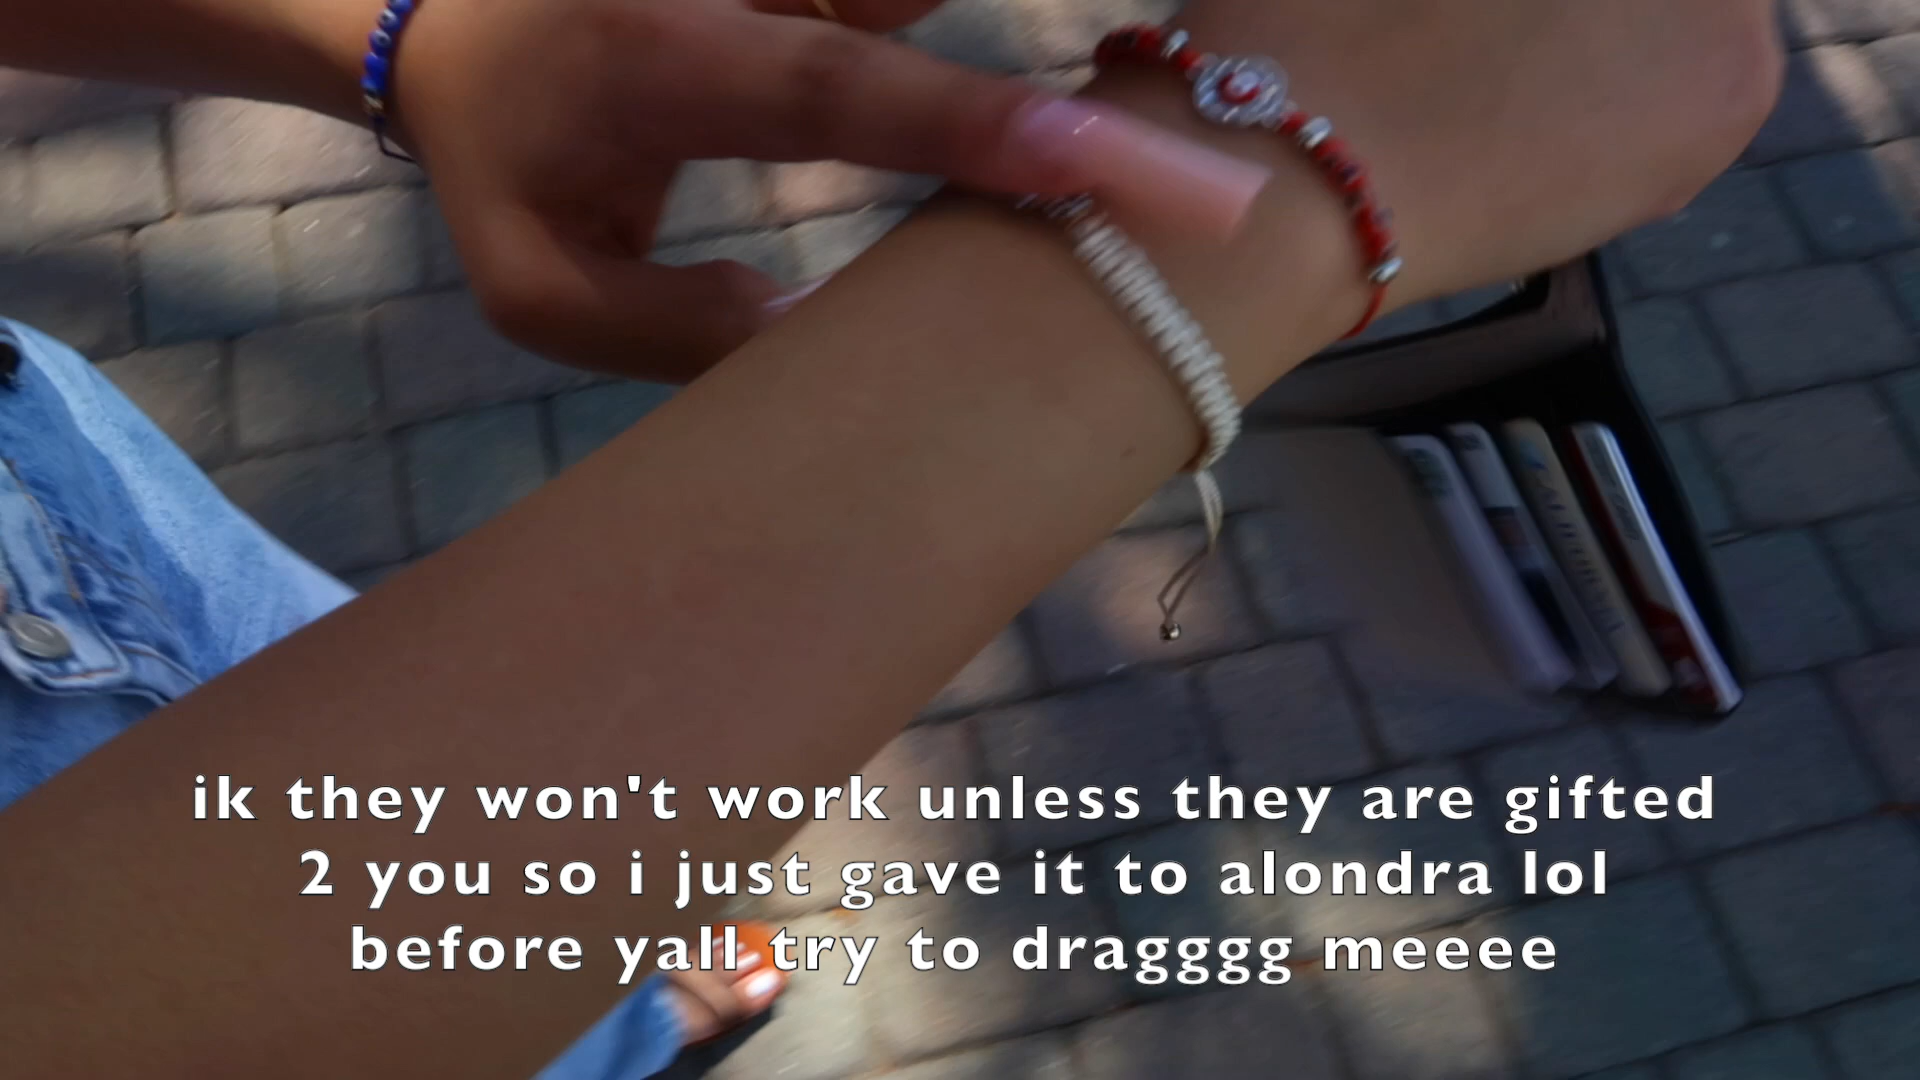 ik they won't work unless they are gifted
2 you so i just gave it to alondra lol
before yall try to dragggg meeee